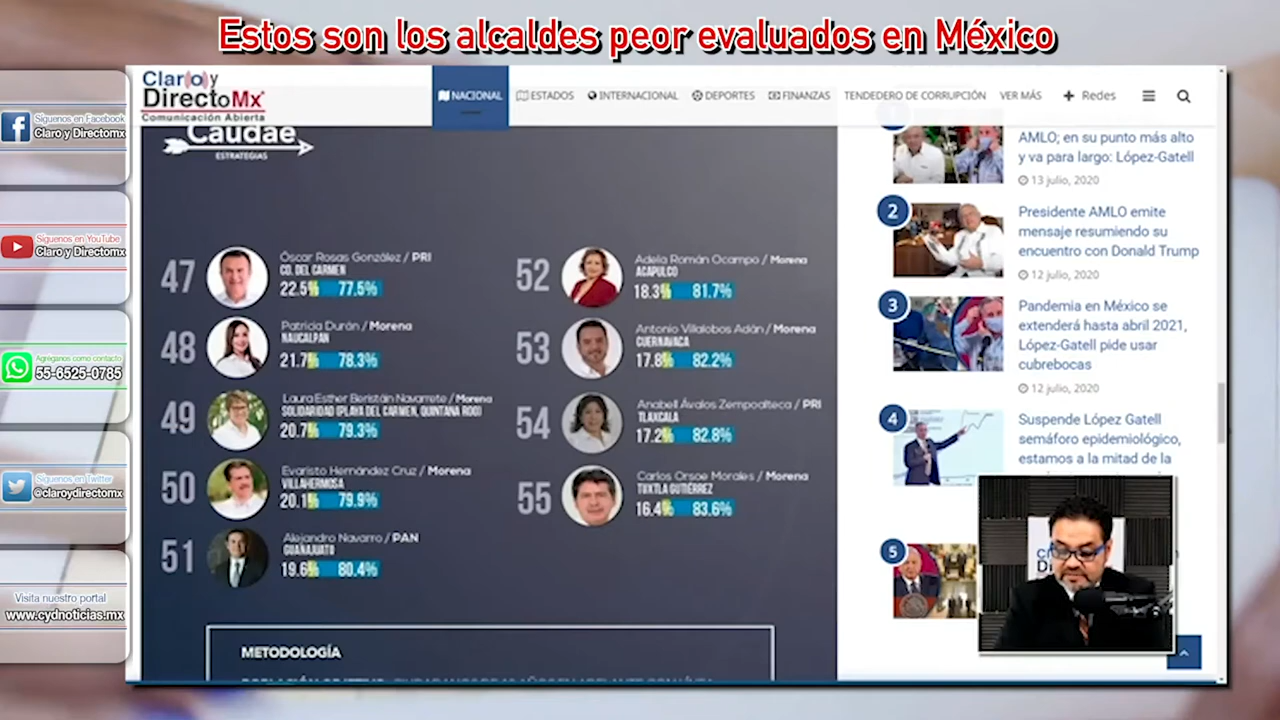 Estos son los alcaldes peor evaluados en México
Síguenos en Facebook
Claro y Directomx
Síguenos en YouTube
Claro y Directomx
Agréganos como contacto
55-6525-0785
Síguenos en Twitter
@claroydirectomx
Visita nuestro portal
www.cydnoticias.mx
Claro y
DirectoMx
Comunicación Abierta
NACIONAL
ESTADOS
INTERNACIONAL
DEPORTES
FINANZAS
TENDEDERO DE CORRUPCIÓN
VER MÁS
+ Redes
Caudae
ESTRATEGIAS
47
Óscar Rosas González / PRI
CD. DEL CARMEN
22.5% 77.5%
48
Patricia Durán / Morena
NAUCALPAN
21.7% 78.3%
49
Laura Esther Beristán Navarrete / Morena
SOLIDARIDAD (PLAYA DEL CARMEN, QUINTANA ROO)
20.7% 79.3%
50
Evaristo Hernández Cruz / Morena
VILLAHERMOSA
20.1% 79.9%
51
Alejandro Navarro / PAN
GUANAJUATO
19.6% 80.4%
52
Adela Román Ocampo / Morena
ACAPULCO
18.3% 81.7%
53
Antonio Villalobos Adán / Morena
CUERNAVACA
17.8% 82.2%
54
Anabell Ávalos Zempoalteca / PRI
TLAXCALA
17.2% 82.8%
55
Carlos Orsoe Morales / Morena
TUXTLA GUTIÉRREZ
16.4% 83.6%
METODOLOGÍA
AMLO; en su punto más alto
y va para largo: López-Gatell
13 julio, 2020
2
Presidente AMLO emite
mensaje resumiendo su
encuentro con Donald Trump
12 julio, 2020
3
Pandemia en México se
extenderá hasta abril 2021,
López-Gatell pide usar
cubrebocas
12 julio, 2020
4
Suspende López Gatell
semáforo epidemiológico,
estamos a la mitad de la
5